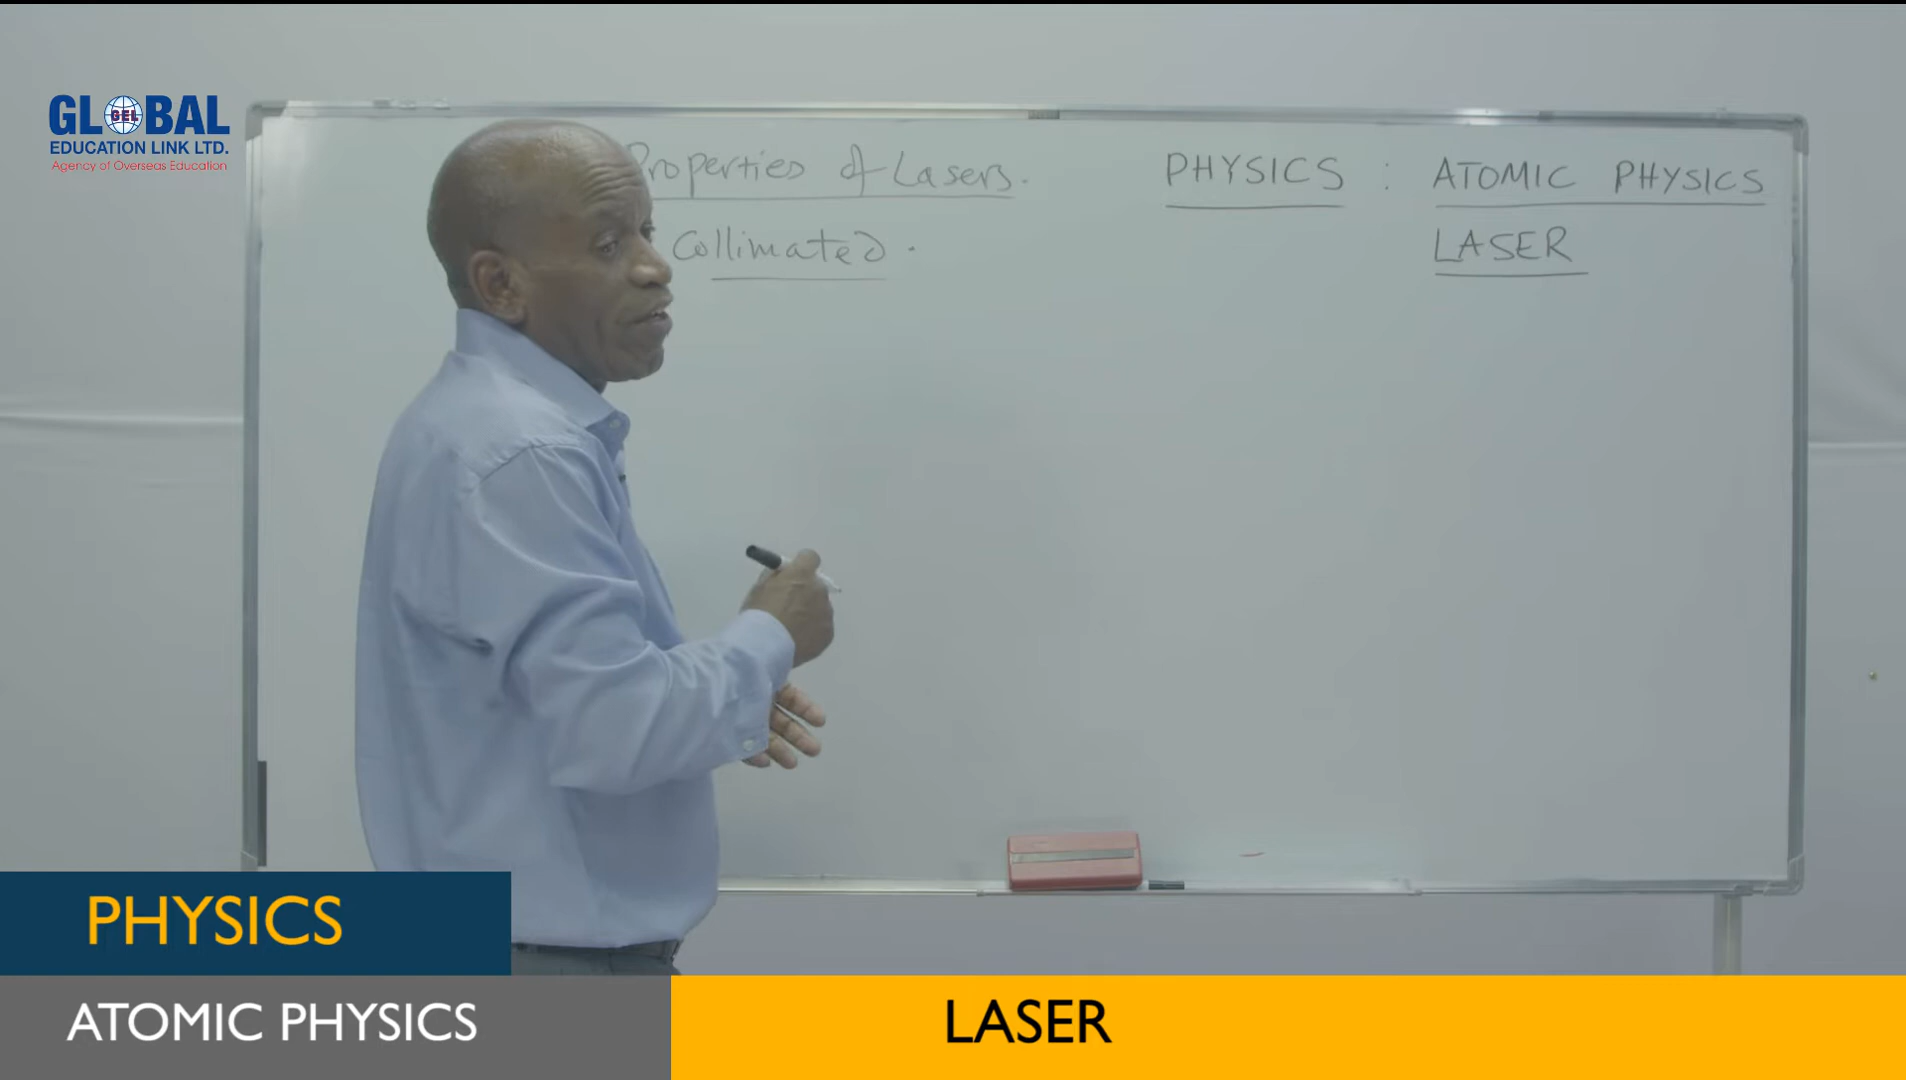 GLOBAL
GEL
EDUCATION LINK LTD.
Agency of Overseas Education
Properties of Lasers.
Collimated.
PHYSICS : ATOMIC PHYSICS
LASER
PHYSICS
ATOMIC PHYSICS
LASER